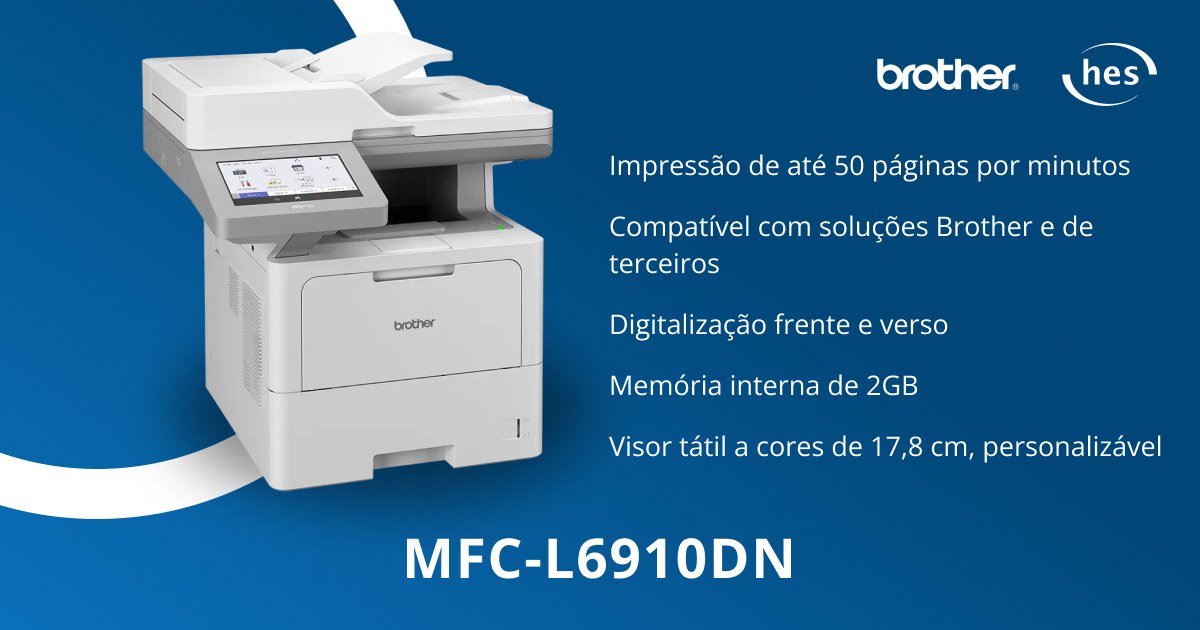 brother
hes
Impressão de até 50 páginas por minutos
Compatível com soluções Brother e de
terceiros
Digitalização frente e verso
Memória interna de 2GB
Visor tátil a cores de 17,8 cm, personalizável
brother
MFC-L6910DN